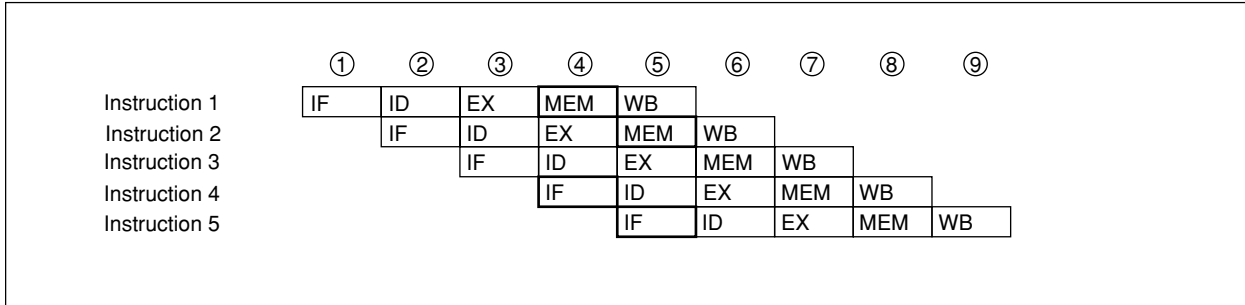 ① ② ③ ④ ⑤ ⑥ ⑦ ⑧ ⑨
Instruction 1 IF ID EX MEM WB
Instruction 2 IF ID EX MEM WB
Instruction 3 IF ID EX MEM WB
Instruction 4 IF ID EX MEM WB
Instruction 5 IF ID EX MEM WB